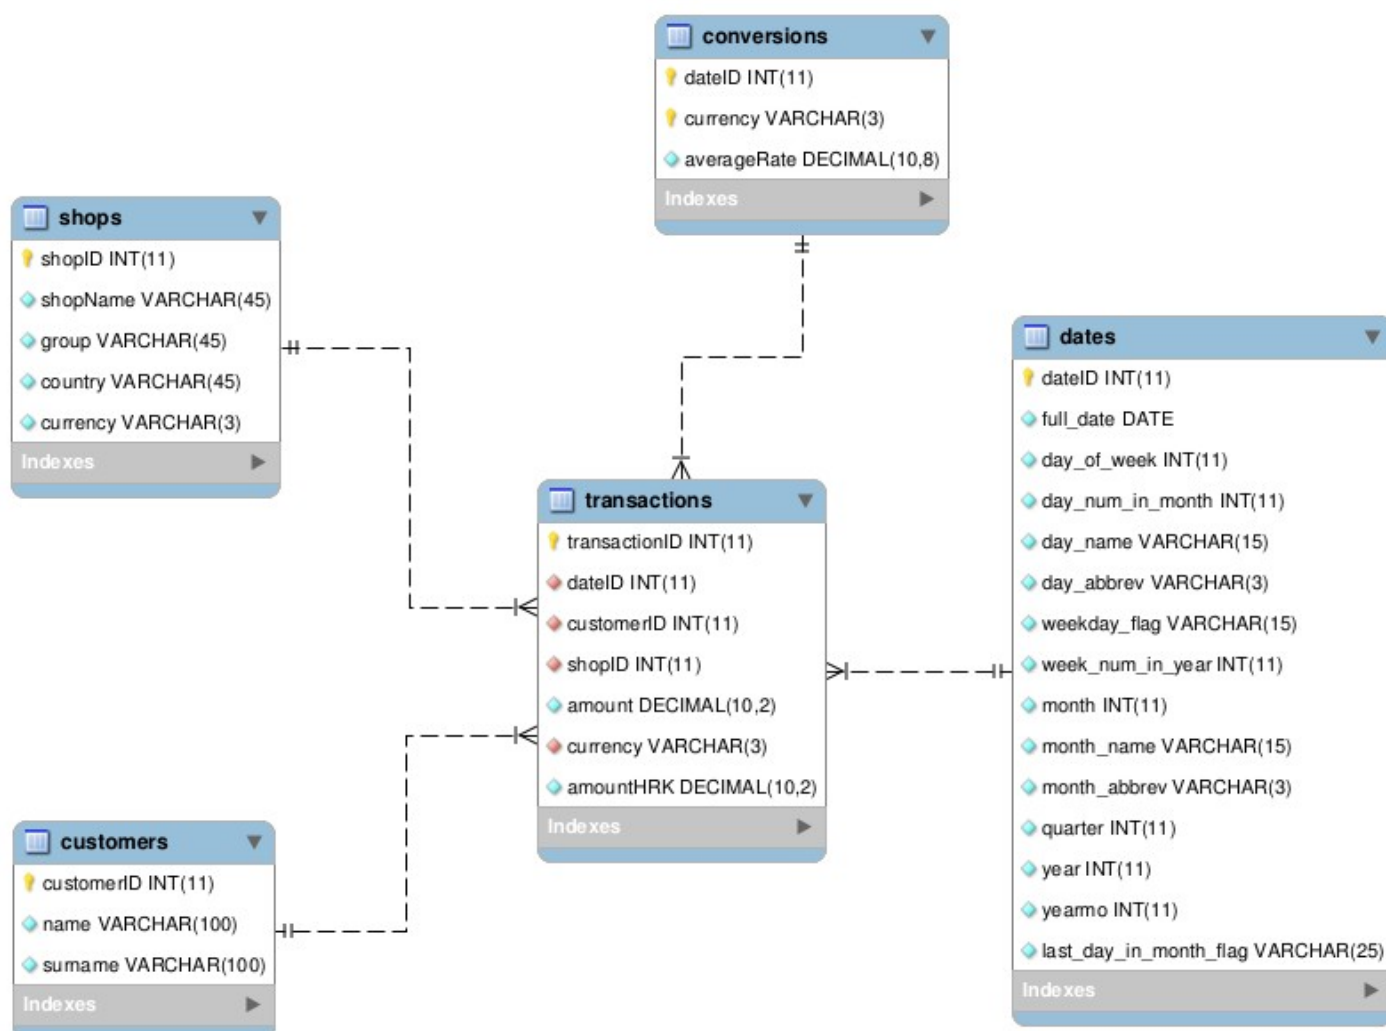 conversions
dateID INT(11)
currency VARCHAR(3)
averageRate DECIMAL(10,8)
Indexes
shops
shopID INT(11)
shopName VARCHAR(45)
group VARCHAR(45)
country VARCHAR(45)
currency VARCHAR(3)
Indexes
dates
dateID INT(11)
full_date DATE
day_of_week INT(11)
day_num_in_month INT(11)
day_name VARCHAR(15)
day_abbrev VARCHAR(3)
weekday_flag VARCHAR(15)
week_num_in_year INT(11)
month INT(11)
month_name VARCHAR(15)
month_abbrev VARCHAR(3)
quarter INT(11)
year INT(11)
yearmo INT(11)
last_day_in_month_flag VARCHAR(25)
Indexes
transactions
transactionID INT(11)
dateID INT(11)
customerID INT(11)
shopID INT(11)
amount DECIMAL(10,2)
currency VARCHAR(3)
amountHRK DECIMAL(10,2)
Indexes
customers
customerID INT(11)
name VARCHAR(100)
surname VARCHAR(100)
Indexes